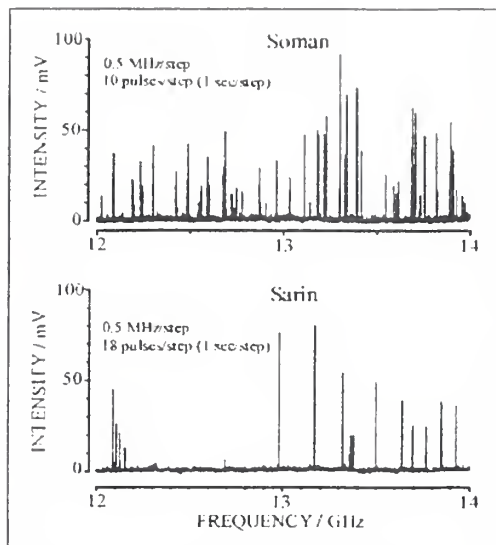 Soman
0.5 MHz/step
10 pulses/step (1 sec/step)
INTENSITY / mV
100
50
0
12
13
14
Sarin
0.5 MHz/step
18 pulses/step (1 sec/step)
INTENSITY / mV
100
50
0
12
13
14
FREQUENCY / GHz